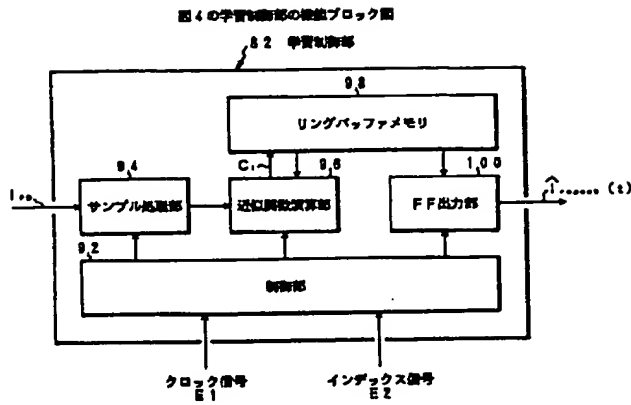 図4の学習制御部の機能ブロック図
82 学習制御部
98
リングバッファメモリ
Ci
94
96
100
サンプル処理部
近似関数演算部
FF出力部
92
制御部
クロック信号
E1
インデックス信号
E2